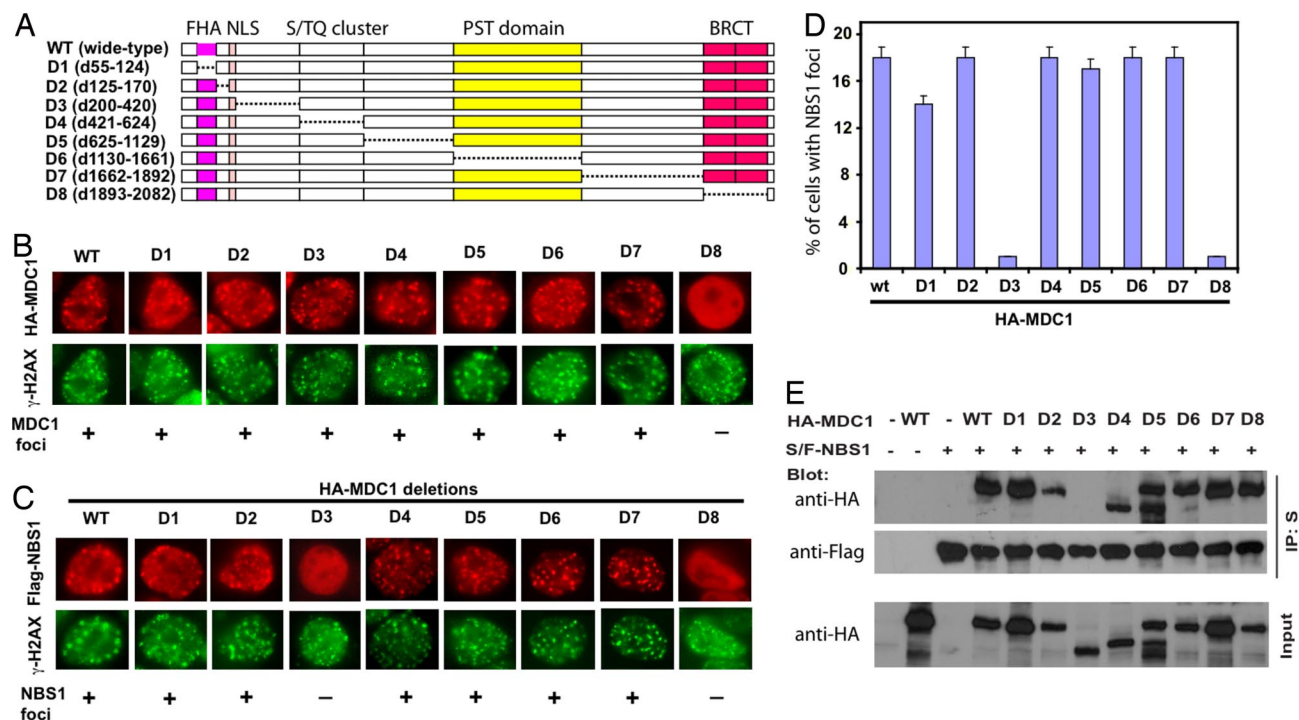 A
FHA NLS S/TQ cluster PST domain BRCT
WT (wide-type)
D1 (d55-124)
D2 (d125-170)
D3 (d200-420)
D4 (d421-624)
D5 (d625-1129)
D6 (d1130-1661)
D7 (d1662-1892)
D8 (d1893-2082)
B
WT D1 D2 D3 D4 D5 D6 D7 D8
HA-MDC1
γ-H2AX
MDC1 foci + + + + + + + + −
C
HA-MDC1 deletions
WT D1 D2 D3 D4 D5 D6 D7 D8
Flag-NBS1
γ-H2AX
NBS1 foci + + + − + + + + −
D
% of cells with NBS1 foci
20
16
12
8
4
0
wt D1 D2 D3 D4 D5 D6 D7 D8
HA-MDC1
E
HA-MDC1 - WT - WT D1 D2 D3 D4 D5 D6 D7 D8
S/F-NBS1 - - + + + + + + + + + +
Blot:
anti-HA
anti-Flag
IP: S
anti-HA
Input